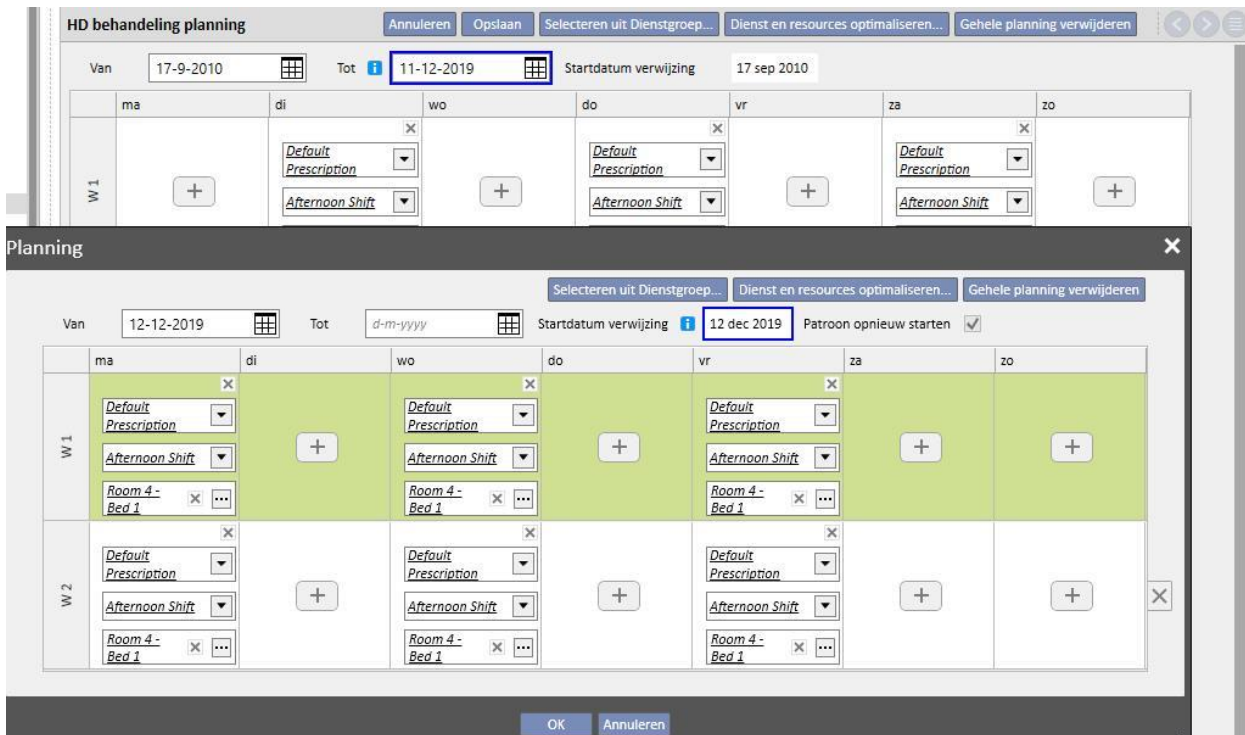 HD behandeling planning Annuleren Opslaan Selecteren uit Dienstgroep... Dienst en resources optimaliseren... Gehele planning verwijderen
Van 17-9-2010 Tot i 11-12-2019 Startdatum verwijzing 17 sep 2010
ma di wo do vr za zo
W 1
Default Prescription Default Prescription Default Prescription
Afternoon Shift Afternoon Shift Afternoon Shift
Planning
Selecteren uit Dienstgroep... Dienst en resources optimaliseren... Gehele planning verwijderen
Van 12-12-2019 Tot d-m-yyyy Startdatum verwijzing i 12 dec 2019 Patroon opnieuw starten
ma di wo do vr za zo
W 1
Default Prescription Default Prescription Default Prescription
Afternoon Shift Afternoon Shift Afternoon Shift
Room 4 - Bed 1 Room 4 - Bed 1 Room 4 - Bed 1
W 2
Default Prescription Default Prescription Default Prescription
Afternoon Shift Afternoon Shift Afternoon Shift
Room 4 - Bed 1 Room 4 - Bed 1 Room 4 - Bed 1
OK Annuleren